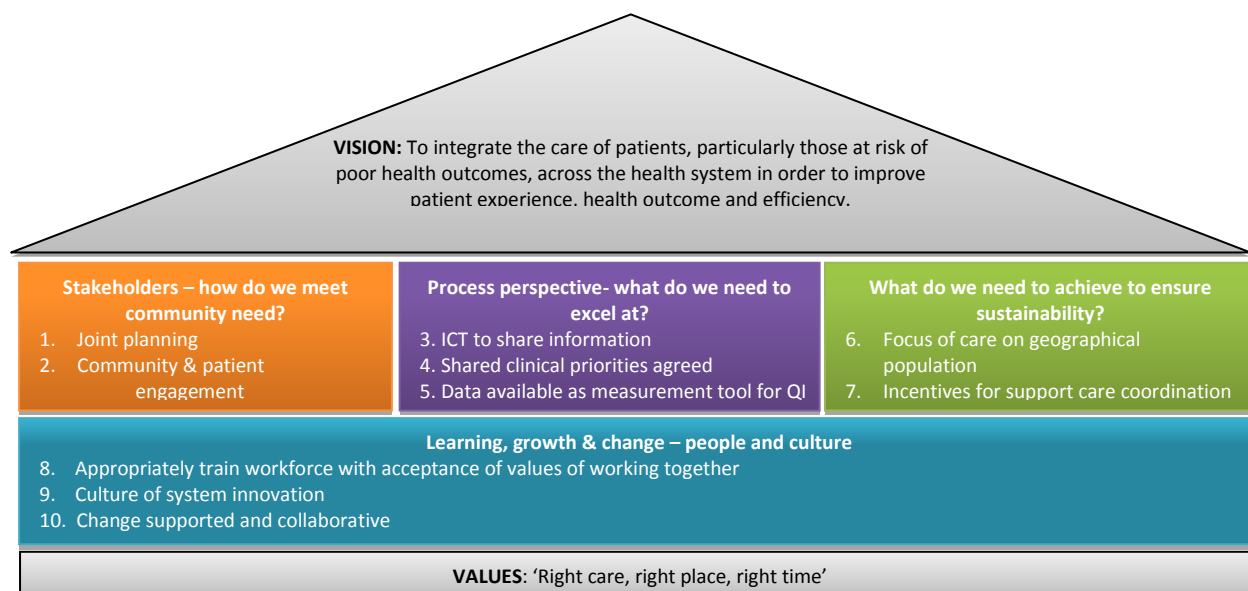 VISION: To integrate the care of patients, particularly those at risk of
poor health outcomes, across the health system in order to improve
patient experience, health outcome and efficiency.
Stakeholders – how do we meet
community need?
1. Joint planning
2. Community & patient
engagement
Process perspective- what do we need to
excel at?
3. ICT to share information
4. Shared clinical priorities agreed
5. Data available as measurement tool for QI
What do we need to achieve to ensure
sustainability?
6. Focus of care on geographical
population
7. Incentives for support care coordination
Learning, growth & change – people and culture
8. Appropriately train workforce with acceptance of values of working together
9. Culture of system innovation
10. Change supported and collaborative
VALUES: ‘Right care, right place, right time’